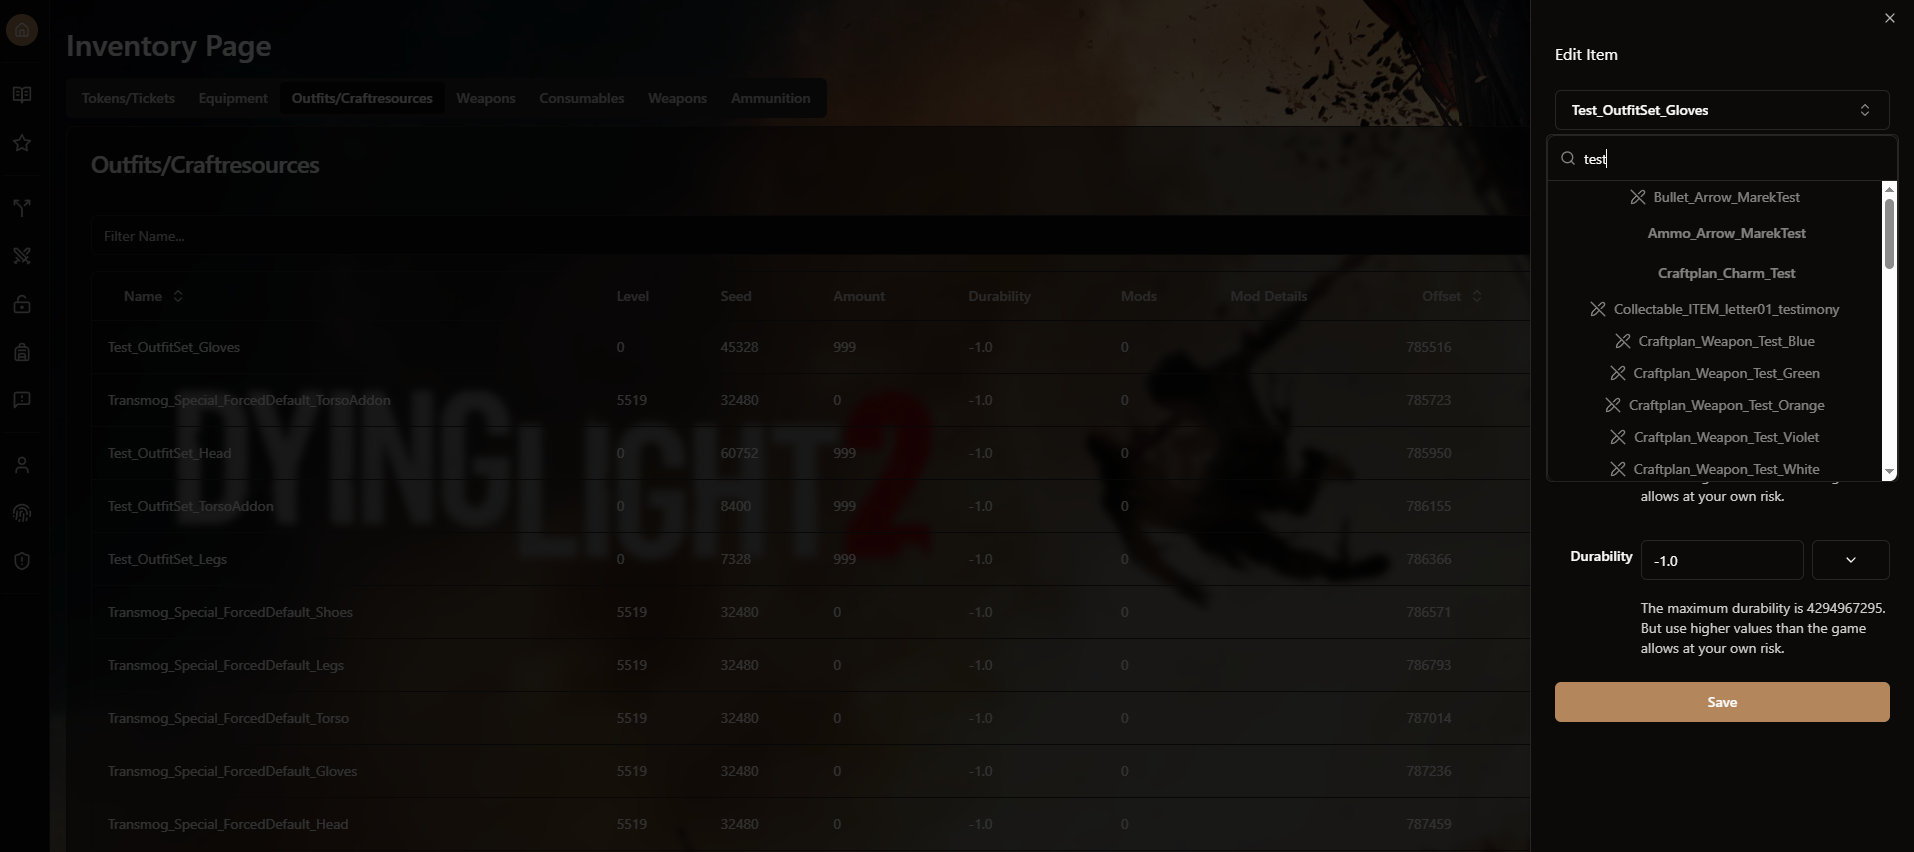 Inventory Page
Tokens/Tickets Equipment Outfits/Craftresources Weapons Consumables Weapons Ammunition
Outfits/Craftresources
Filter Name...
Name Level Seed Amount Durability Mods Mod Details Offset
Test_OutfitSet_Gloves 0 45328 999 -1.0 0 785516
Transmog_Special_ForcedDefault_TorsoAddon 5519 32480 0 -1.0 0 785723
Test_OutfitSet_Head 0 60752 999 -1.0 0 785950
Test_OutfitSet_TorsoAddon 0 8400 999 -1.0 0 786155
Test_OutfitSet_Legs 0 7328 999 -1.0 0 786366
Transmog_Special_ForcedDefault_Shoes 5519 32480 0 -1.0 0 786571
Transmog_Special_ForcedDefault_Legs 5519 32480 0 -1.0 0 786793
Transmog_Special_ForcedDefault_Torso 5519 32480 0 -1.0 0 787014
Transmog_Special_ForcedDefault_Gloves 5519 32480 0 -1.0 0 787236
Transmog_Special_ForcedDefault_Head 5519 32480 0 -1.0 0 787459
DYING
LIGHT 2
Edit Item
Test_OutfitSet_Gloves
test
Bullet_Arrow_MarekTest
Ammo_Arrow_MarekTest
Craftplan_Charm_Test
Collectable_ITEM_letter01_testimony
Craftplan_Weapon_Test_Blue
Craftplan_Weapon_Test_Green
Craftplan_Weapon_Test_Orange
Craftplan_Weapon_Test_Violet
Craftplan_Weapon_Test_White
allows at your own risk.
Durability -1.0
The maximum durability is 4294967295.
But use higher values than the game
allows at your own risk.
Save